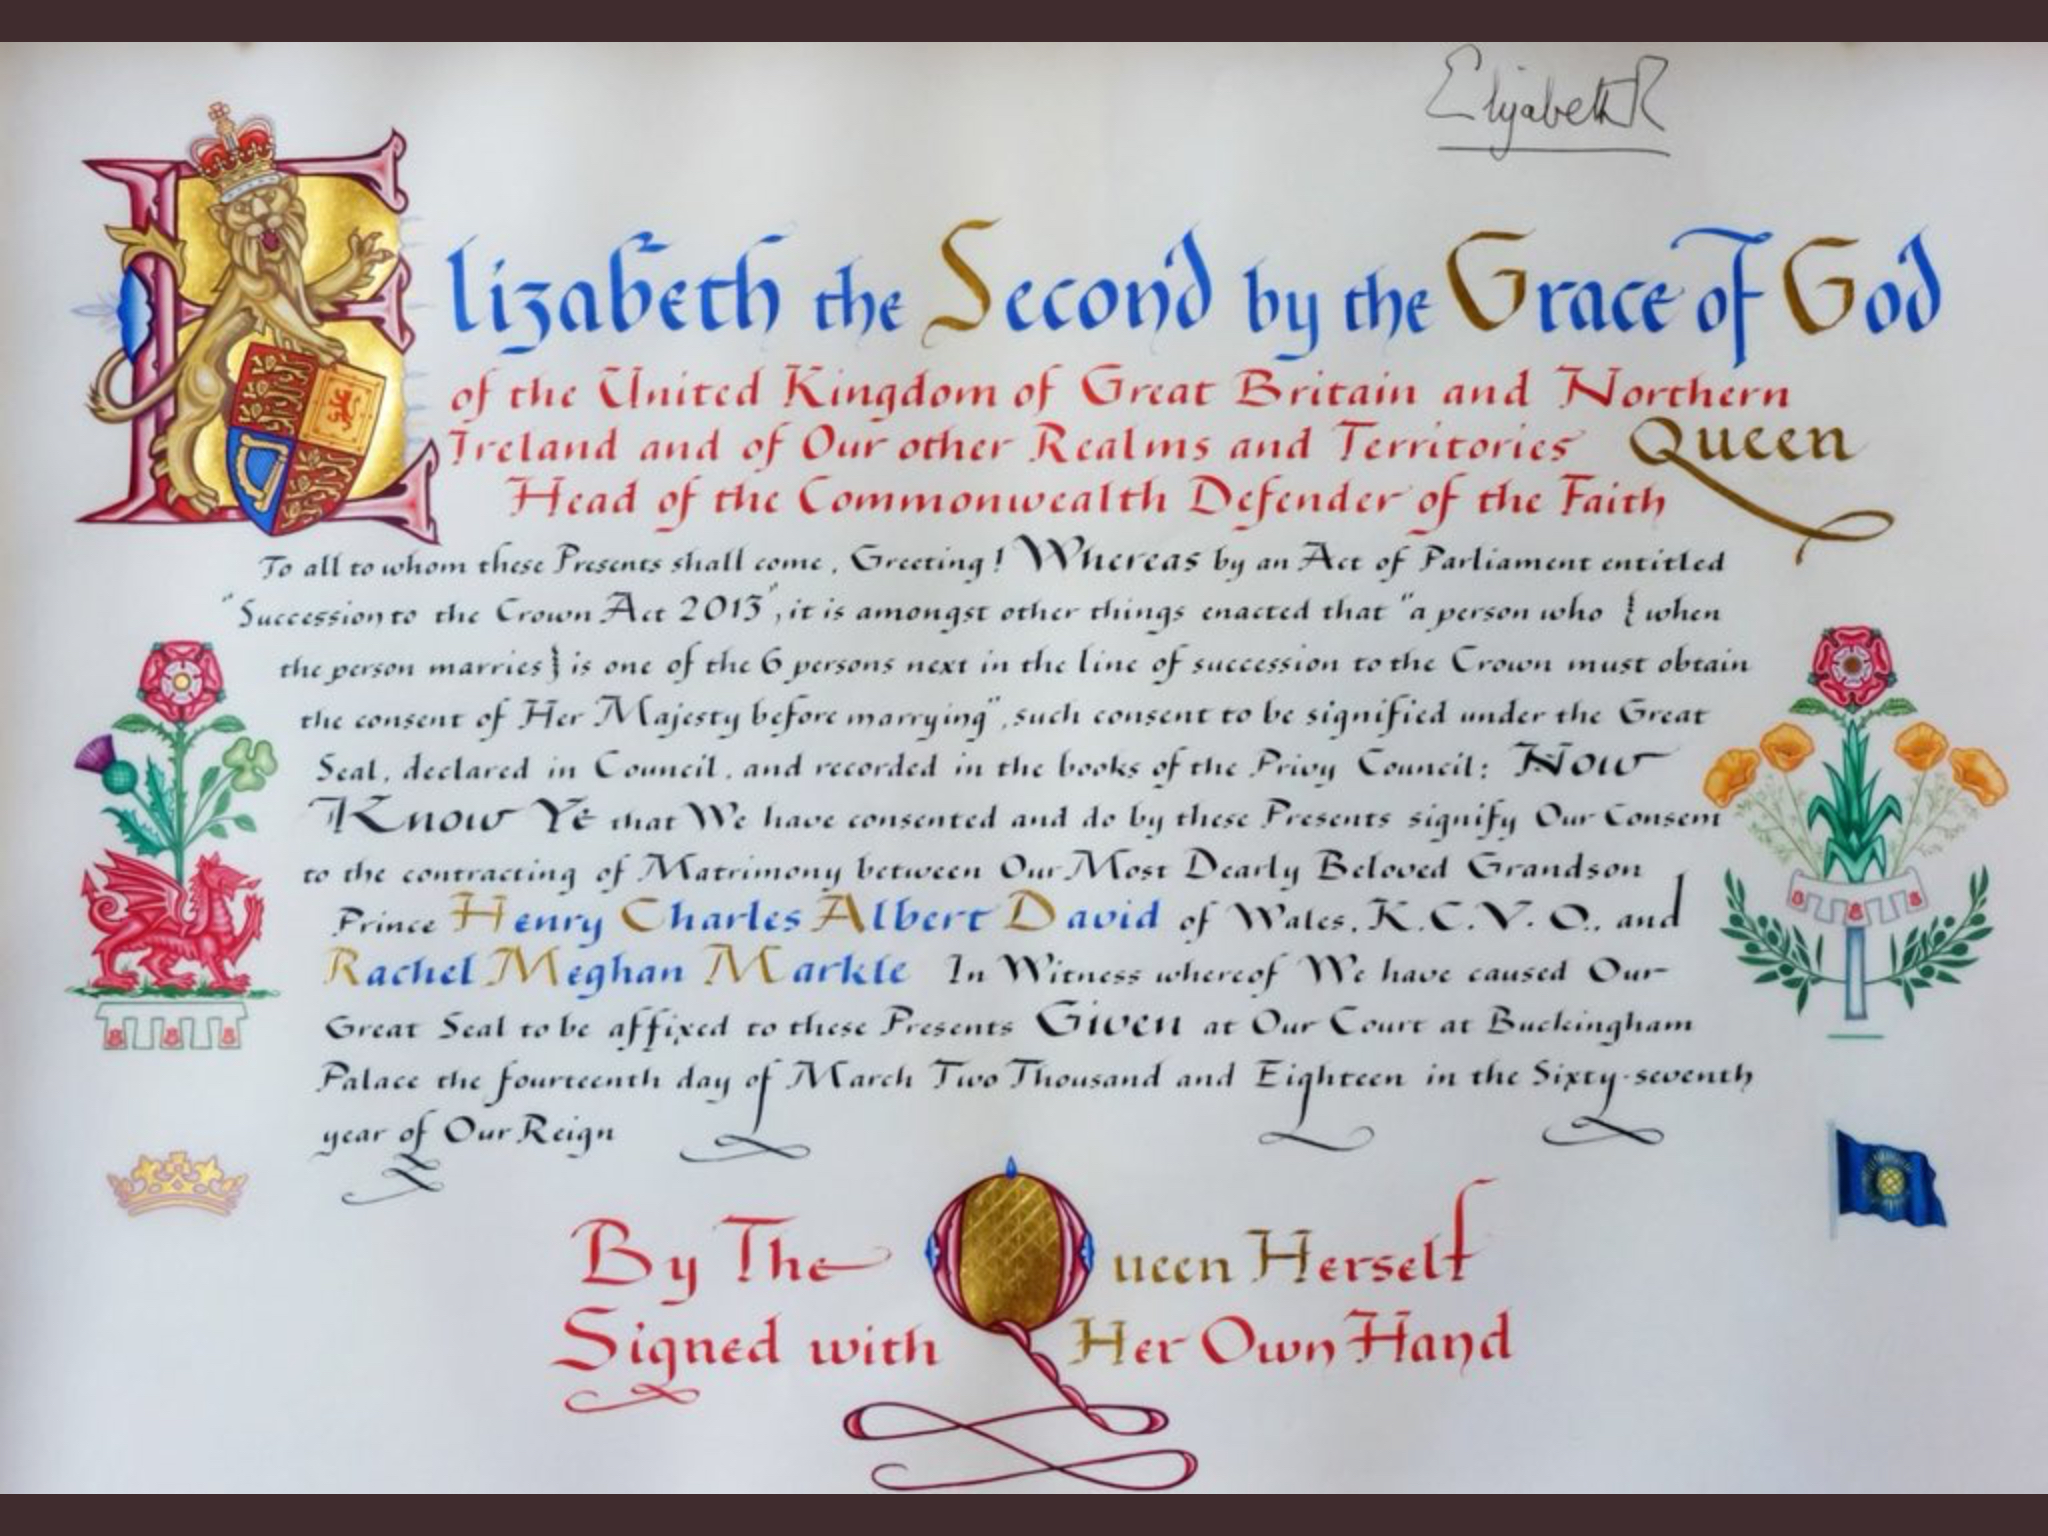 Elizabeth R
Elizabeth the Second by the Grace of God
of the United Kingdom of Great Britain and Northern
Ireland and of Our other Realms and Territories Queen
Head of the Commonwealth Defender of the Faith
To all to whom these Presents shall come, Greeting! Whereas by an Act of Parliament entitled
"Succession to the Crown Act 2013", it is amongst other things enacted that "a person who { when
the person marries } is one of the 6 persons next in the line of succession to the Crown must obtain
the consent of Her Majesty before marrying", such consent to be signified under the Great
Seal, declared in Council, and recorded in the books of the Privy Council: Now
Know Ye that We have consented and do by these Presents signify Our Consent
to the contracting of Matrimony between Our Most Dearly Beloved Grandson
Prince Henry Charles Albert David of Wales, K.C.V.O., and
Rachel Meghan Markle In Witness whereof We have caused Our
Great Seal to be affixed to these Presents Given at Our Court at Buckingham
Palace the fourteenth day of March Two Thousand and Eighteen in the Sixty-seventh
year of Our Reign
By The Queen Herself
Signed with Her Own Hand